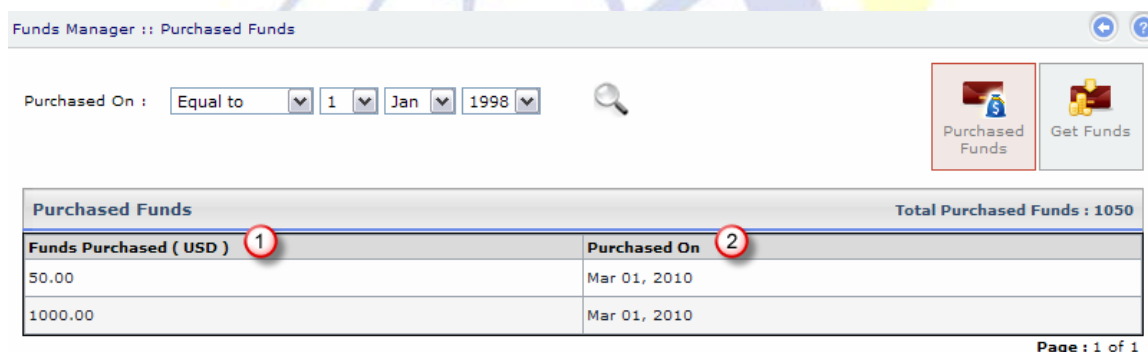 Funds Manager :: Purchased Funds
?
Purchased On : Equal to 1 Jan 1998
Purchased
Funds
Get Funds
Purchased Funds Total Purchased Funds : 1050
Funds Purchased ( USD ) 1 Purchased On 2
50.00 Mar 01, 2010
1000.00 Mar 01, 2010
Page : 1 of 1